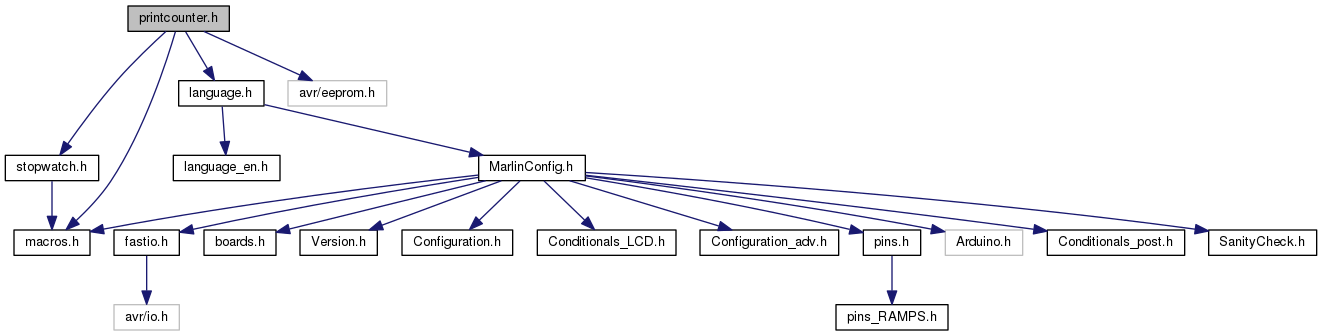 printcounter.h
language.h
avr/eeprom.h
stopwatch.h
language_en.h
MarlinConfig.h
macros.h
fastio.h
boards.h
Version.h
Configuration.h
Conditionals_LCD.h
Configuration_adv.h
pins.h
Arduino.h
Conditionals_post.h
SanityCheck.h
avr/io.h
pins_RAMPS.h